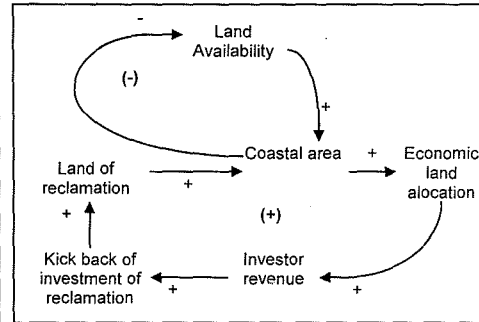 -
Land
Availability
(-)
+
Coastal area
+
Economic
land
alocation
Land of
reclamation
+
+
(+)
Kick back of
investment of
reclamation
+
Investor
revenue
+